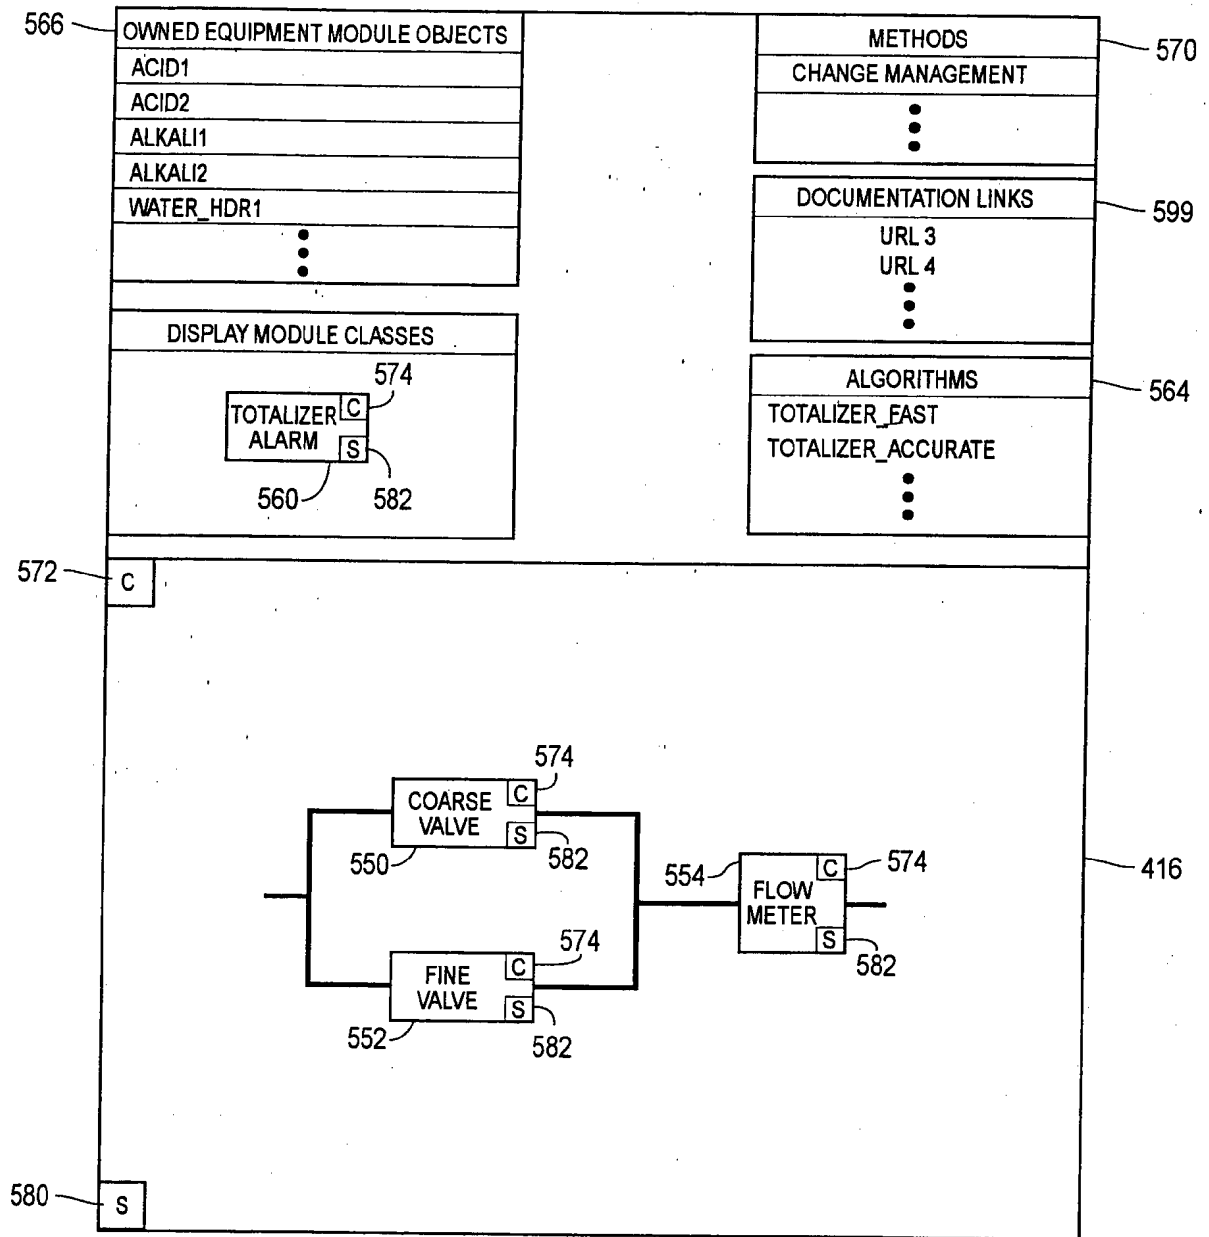 566
OWNED EQUIPMENT MODULE OBJECTS
ACID1
ACID2
ALKALI1
ALKALI2
WATER_HDR1
METHODS
570
CHANGE MANAGEMENT
DOCUMENTATION LINKS
599
URL 3
URL 4
DISPLAY MODULE CLASSES
574
TOTALIZER
ALARM
C
S
560
582
ALGORITHMS
564
TOTALIZER_FAST
TOTALIZER_ACCURATE
572
C
574
COARSE
VALVE
C
S
550
582
554
FLOW
METER
C
S
574
582
416
574
FINE
VALVE
C
S
552
582
580
S